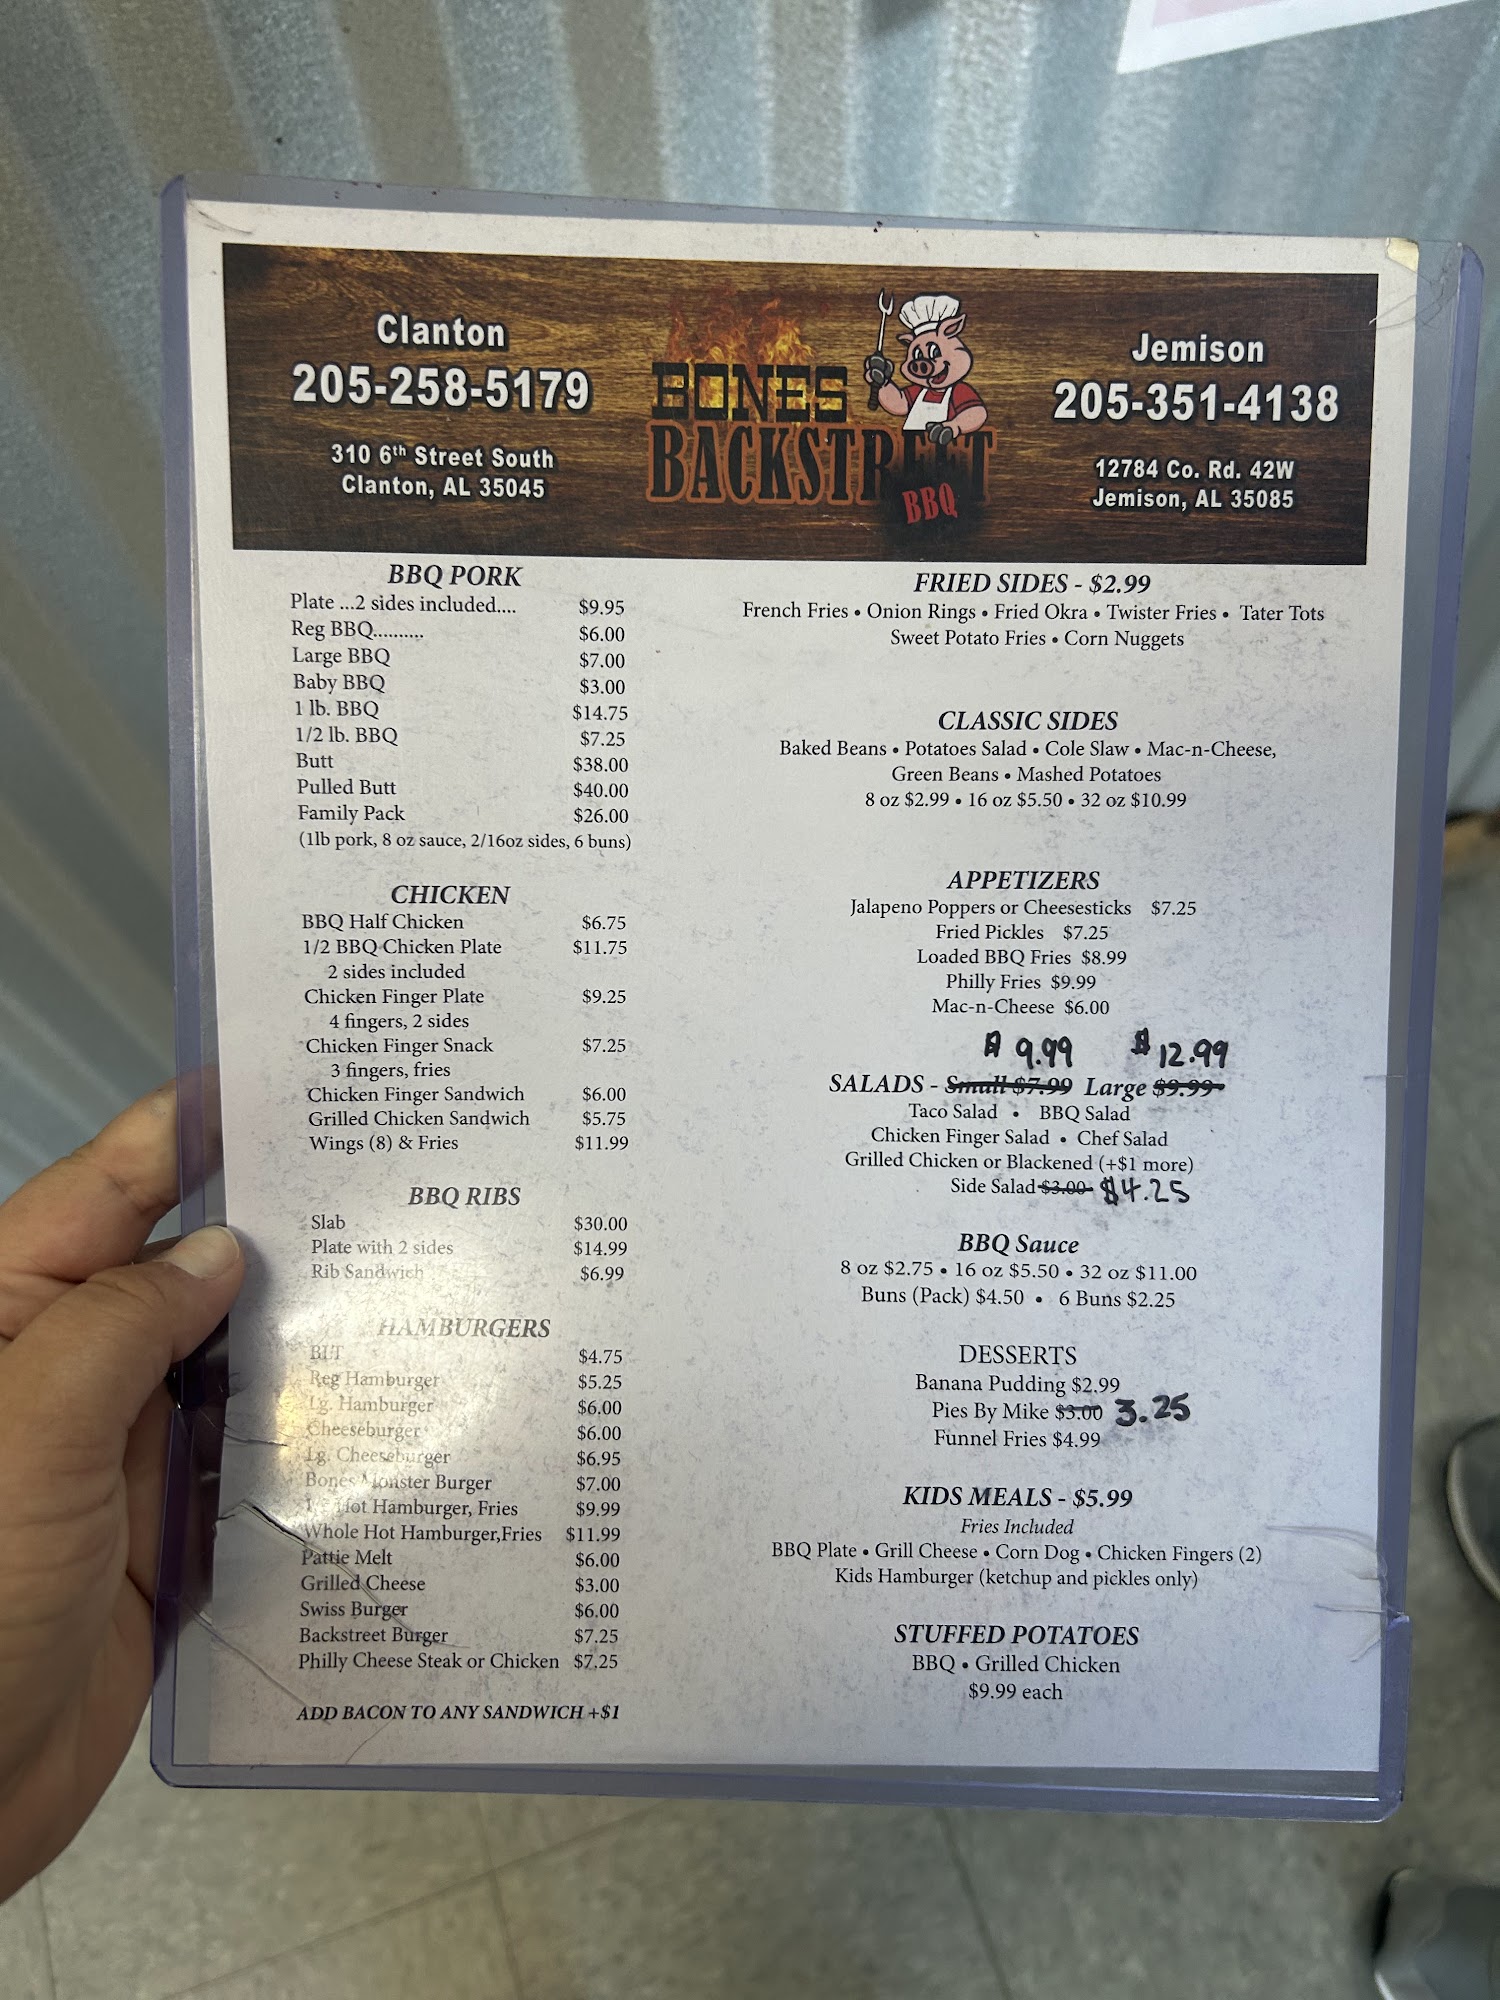 Clanton
205-258-5179
310 6th Street South
Clanton, AL 35045
BONES
BACKSTREET
BBQ
Jemison
205-351-4138
12784 Co. Rd. 42W
Jemison, AL 35085
BBQ PORK
Plate ...2 sides included.... $9.95
Reg BBQ.......... $6.00
Large BBQ $7.00
Baby BBQ $3.00
1 lb. BBQ $14.75
1/2 lb. BBQ $7.25
Butt $38.00
Pulled Butt $40.00
Family Pack $26.00
(1lb pork, 8 oz sauce, 2/16oz sides, 6 buns)
CHICKEN
BBQ Half Chicken $6.75
1/2 BBQ Chicken Plate $11.75
2 sides included
Chicken Finger Plate $9.25
4 fingers, 2 sides
Chicken Finger Snack $7.25
3 fingers, fries
Chicken Finger Sandwich $6.00
Grilled Chicken Sandwich $5.75
Wings (8) & Fries $11.99
BBQ RIBS
Slab $30.00
Plate with 2 sides $14.99
Rib Sandwich $6.99
HAMBURGERS
BLT $4.75
Reg Hamburger $5.25
Lg. Hamburger $6.00
Cheeseburger $6.00
Lg. Cheeseburger $6.95
Bones Monster Burger $7.00
Hot Hamburger, Fries $9.99
Whole Hot Hamburger,Fries $11.99
Pattie Melt $6.00
Grilled Cheese $3.00
Swiss Burger $6.00
Backstreet Burger $7.25
Philly Cheese Steak or Chicken $7.25
ADD BACON TO ANY SANDWICH +$1
FRIED SIDES - $2.99
French Fries • Onion Rings • Fried Okra • Twister Fries • Tater Tots
Sweet Potato Fries • Corn Nuggets
CLASSIC SIDES
Baked Beans • Potatoes Salad • Cole Slaw • Mac-n-Cheese,
Green Beans • Mashed Potatoes
8 oz $2.99 • 16 oz $5.50 • 32 oz $10.99
APPETIZERS
Jalapeno Poppers or Cheesesticks $7.25
Fried Pickles $7.25
Loaded BBQ Fries $8.99
Philly Fries $9.99
Mac-n-Cheese $6.00
$ 9.99 $ 12.99
SALADS - Small $7.99 Large $9.99
Taco Salad • BBQ Salad
Chicken Finger Salad • Chef Salad
Grilled Chicken or Blackened (+$1 more)
Side Salad $3.00 $4.25
BBQ Sauce
8 oz $2.75 • 16 oz $5.50 • 32 oz $11.00
Buns (Pack) $4.50 • 6 Buns $2.25
DESSERTS
Banana Pudding $2.99
Pies By Mike $3.00 3.25
Funnel Fries $4.99
KIDS MEALS - $5.99
Fries Included
BBQ Plate • Grill Cheese • Corn Dog • Chicken Fingers (2)
Kids Hamburger (ketchup and pickles only)
STUFFED POTATOES
BBQ • Grilled Chicken
$9.99 each